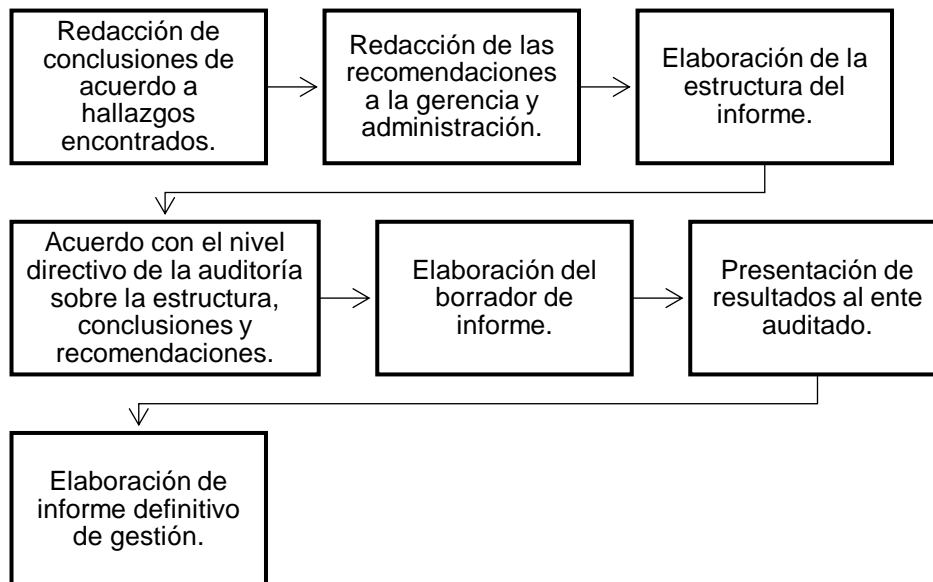 Redacción de
conclusiones de
acuerdo a
hallazgos
encontrados.
Redacción de las
recomendaciones
a la gerencia y
administración.
Elaboración de la
estructura del
informe.
Acuerdo con el nivel
directivo de la auditoría
sobre la estructura,
conclusiones y
recomendaciones.
Elaboración del
borrador de
informe.
Presentación de
resultados al ente
auditado.
Elaboración de
informe definitivo
de gestión.